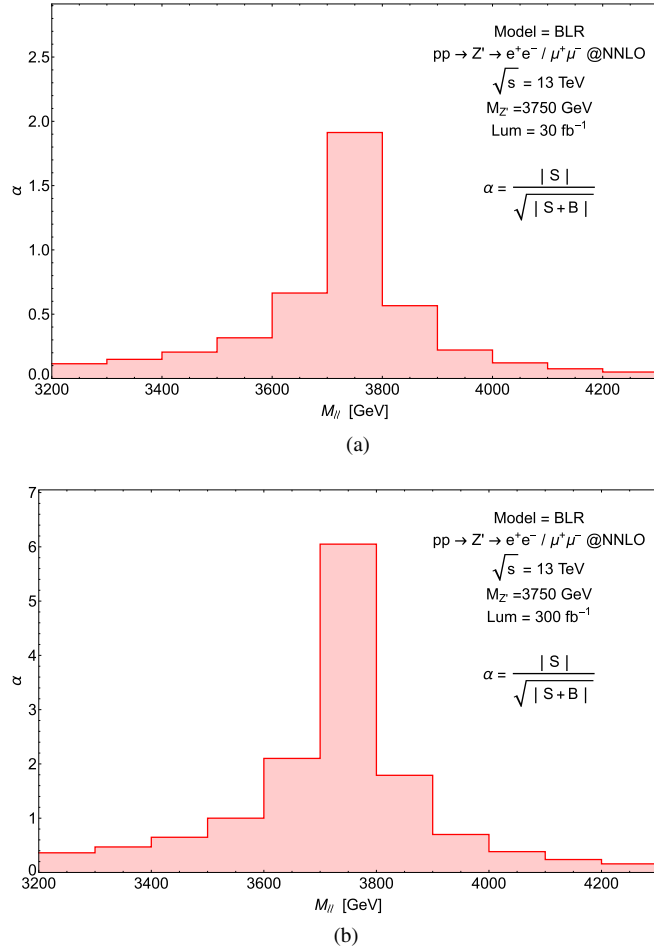 2.5
2.0
1.5
1.0
0.5
0.0
α
Model = BLR
pp → Z' → e⁺e⁻ / μ⁺μ⁻ @NNLO
√s = 13 TeV
M_Z' =3750 GeV
Lum = 30 fb⁻¹
α = | S | / √| S + B |
3200 3400 3600 3800 4000 4200
M_ll [GeV]
(a)
7
6
5
4
3
2
1
0
α
Model = BLR
pp → Z' → e⁺e⁻ / μ⁺μ⁻ @NNLO
√s = 13 TeV
M_Z' =3750 GeV
Lum = 300 fb⁻¹
α = | S | / √| S + B |
3200 3400 3600 3800 4000 4200
M_ll [GeV]
(b)